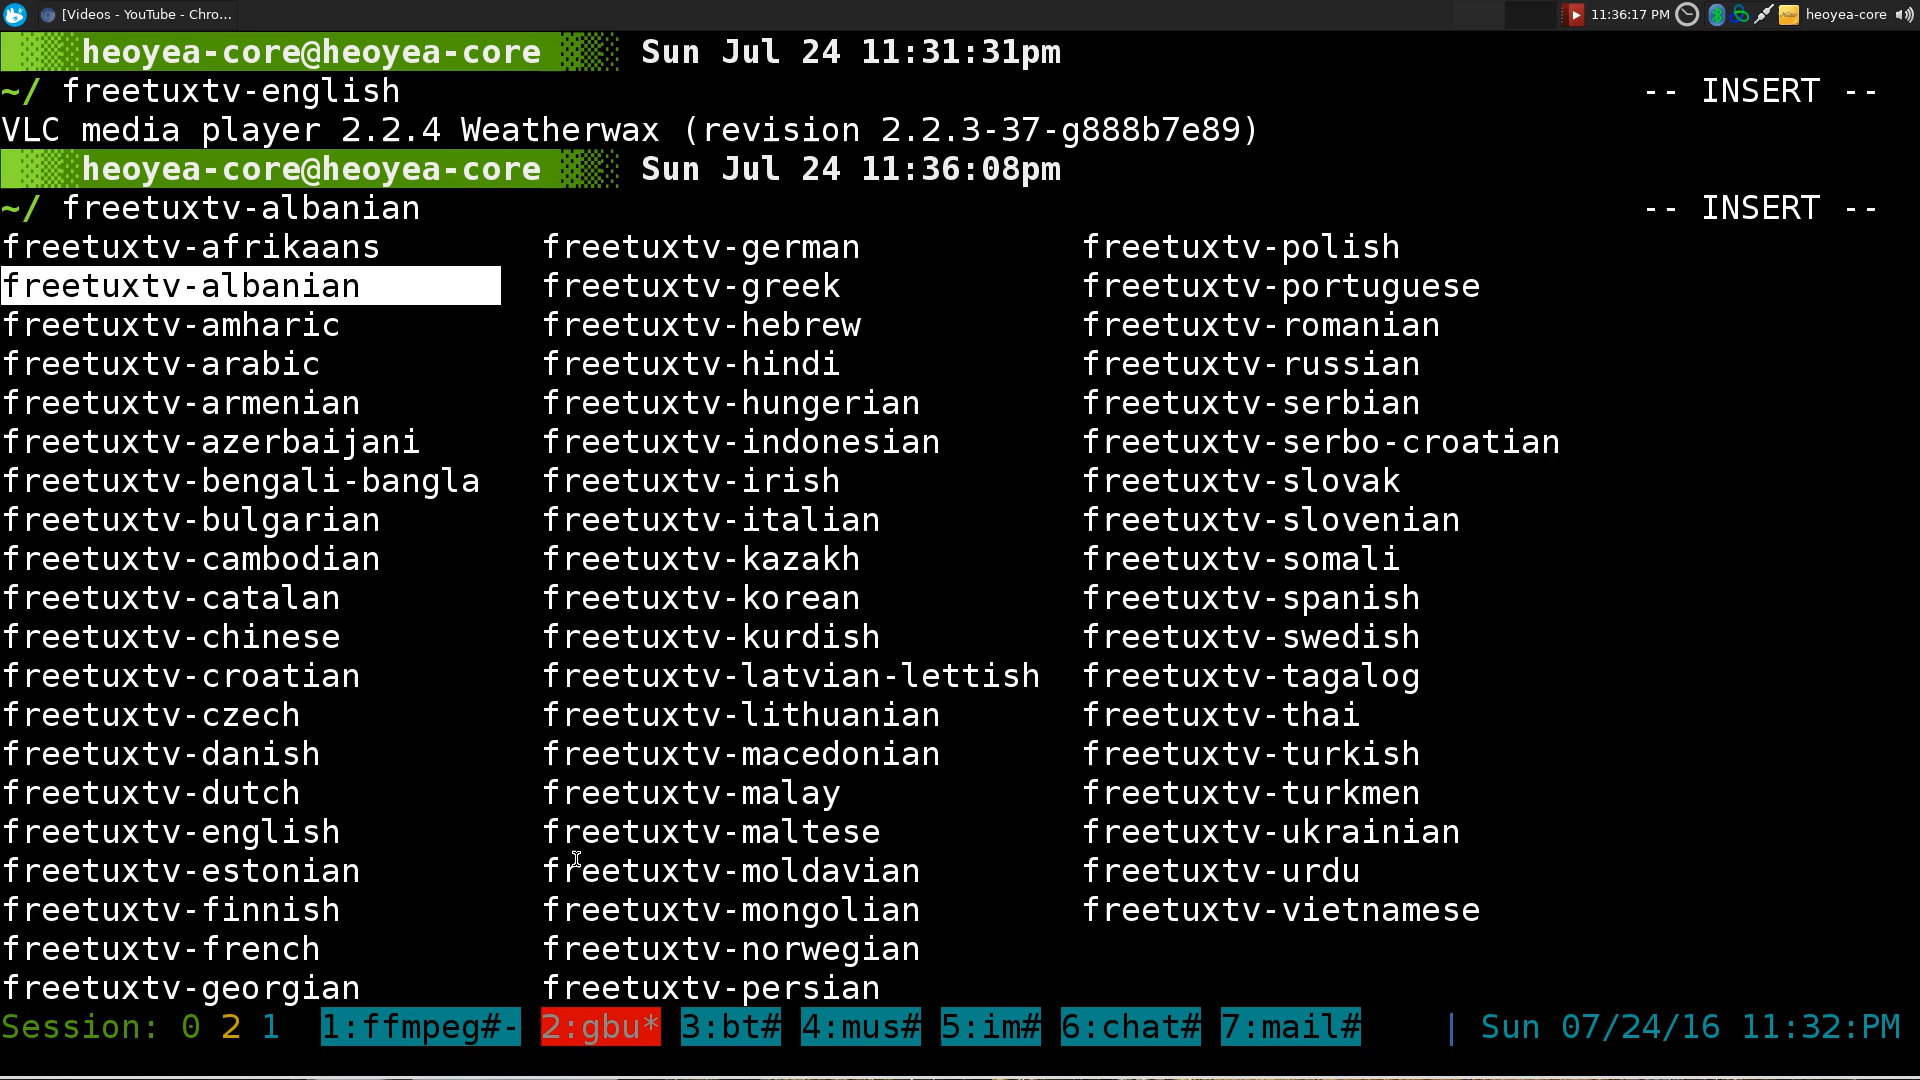 [Videos - YouTube - Chro... 11:36:17 PM heoyea-core
heoyea-core@heoyea-core Sun Jul 24 11:31:31pm
~/ freetuxtv-english -- INSERT --
VLC media player 2.2.4 Weatherwax (revision 2.2.3-37-g888b7e89)
heoyea-core@heoyea-core Sun Jul 24 11:36:08pm
~/ freetuxtv-albanian -- INSERT --
freetuxtv-afrikaans freetuxtv-german freetuxtv-polish
freetuxtv-albanian freetuxtv-greek freetuxtv-portuguese
freetuxtv-amharic freetuxtv-hebrew freetuxtv-romanian
freetuxtv-arabic freetuxtv-hindi freetuxtv-russian
freetuxtv-armenian freetuxtv-hungerian freetuxtv-serbian
freetuxtv-azerbaijani freetuxtv-indonesian freetuxtv-serbo-croatian
freetuxtv-bengali-bangla freetuxtv-irish freetuxtv-slovak
freetuxtv-bulgarian freetuxtv-italian freetuxtv-slovenian
freetuxtv-cambodian freetuxtv-kazakh freetuxtv-somali
freetuxtv-catalan freetuxtv-korean freetuxtv-spanish
freetuxtv-chinese freetuxtv-kurdish freetuxtv-swedish
freetuxtv-croatian freetuxtv-latvian-lettish freetuxtv-tagalog
freetuxtv-czech freetuxtv-lithuanian freetuxtv-thai
freetuxtv-danish freetuxtv-macedonian freetuxtv-turkish
freetuxtv-dutch freetuxtv-malay freetuxtv-turkmen
freetuxtv-english freetuxtv-maltese freetuxtv-ukrainian
freetuxtv-estonian freetuxtv-moldavian freetuxtv-urdu
freetuxtv-finnish freetuxtv-mongolian freetuxtv-vietnamese
freetuxtv-french freetuxtv-norwegian
freetuxtv-georgian freetuxtv-persian
Session: 0 2 1 1:ffmpeg#- 2:gbu* 3:bt# 4:mus# 5:im# 6:chat# 7:mail# | Sun 07/24/16 11:32:PM